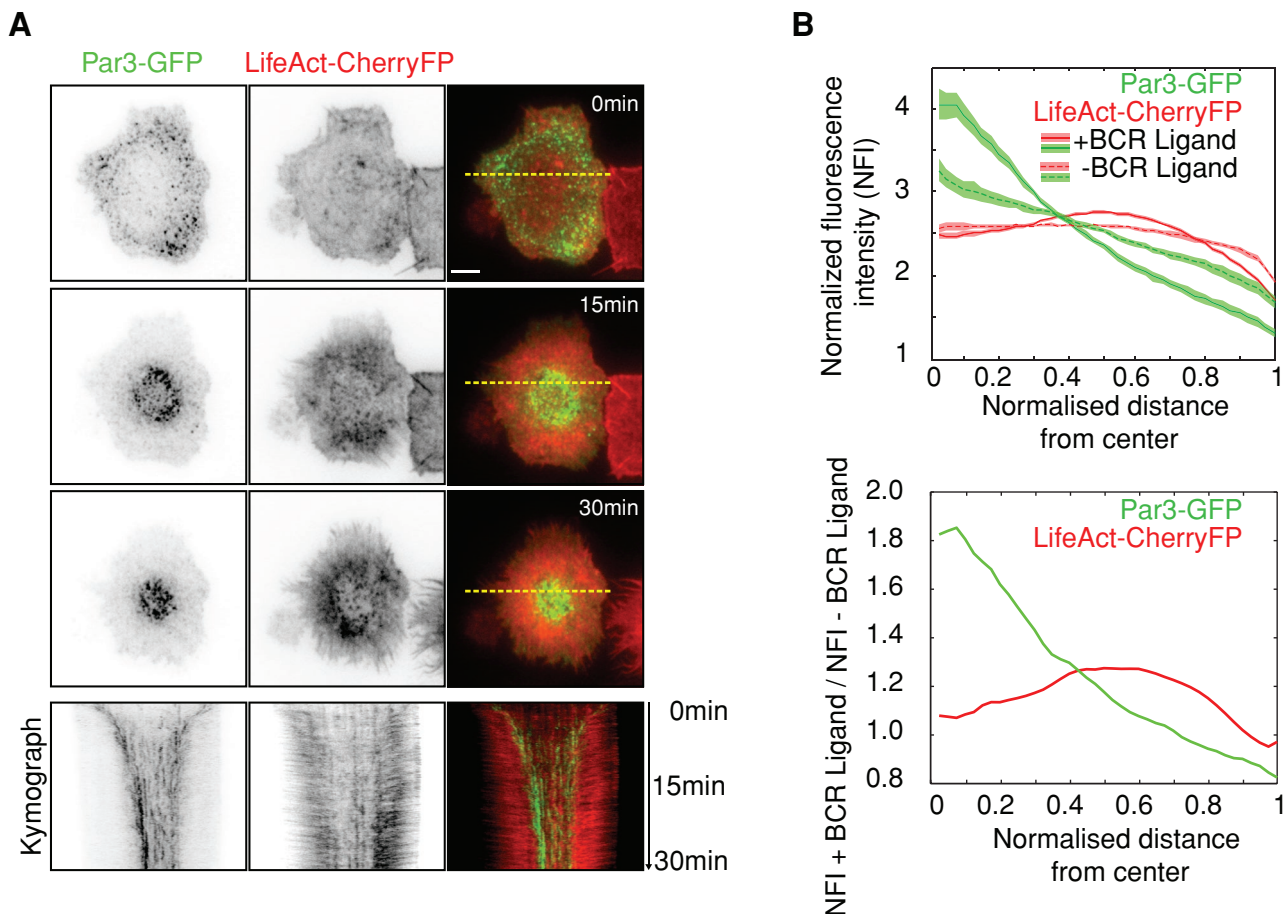 A
Par3-GFP
LifeAct-CherryFP
0min
15min
30min
Kymograph
0min
15min
30min
B
Normalized fluorescence
intensity (NFI)
4
3
2
1
Par3-GFP
LifeAct-CherryFP
+BCR Ligand
-BCR Ligand
0 0.2 0.4 0.6 0.8 1
Normalised distance
from center
NFI + BCR Ligand / NFI - BCR Ligand
2.0
1.8
1.6
1.4
1.2
1.0
0.8
Par3-GFP
LifeAct-CherryFP
0 0.2 0.4 0.6 0.8 1
Normalised distance
from center